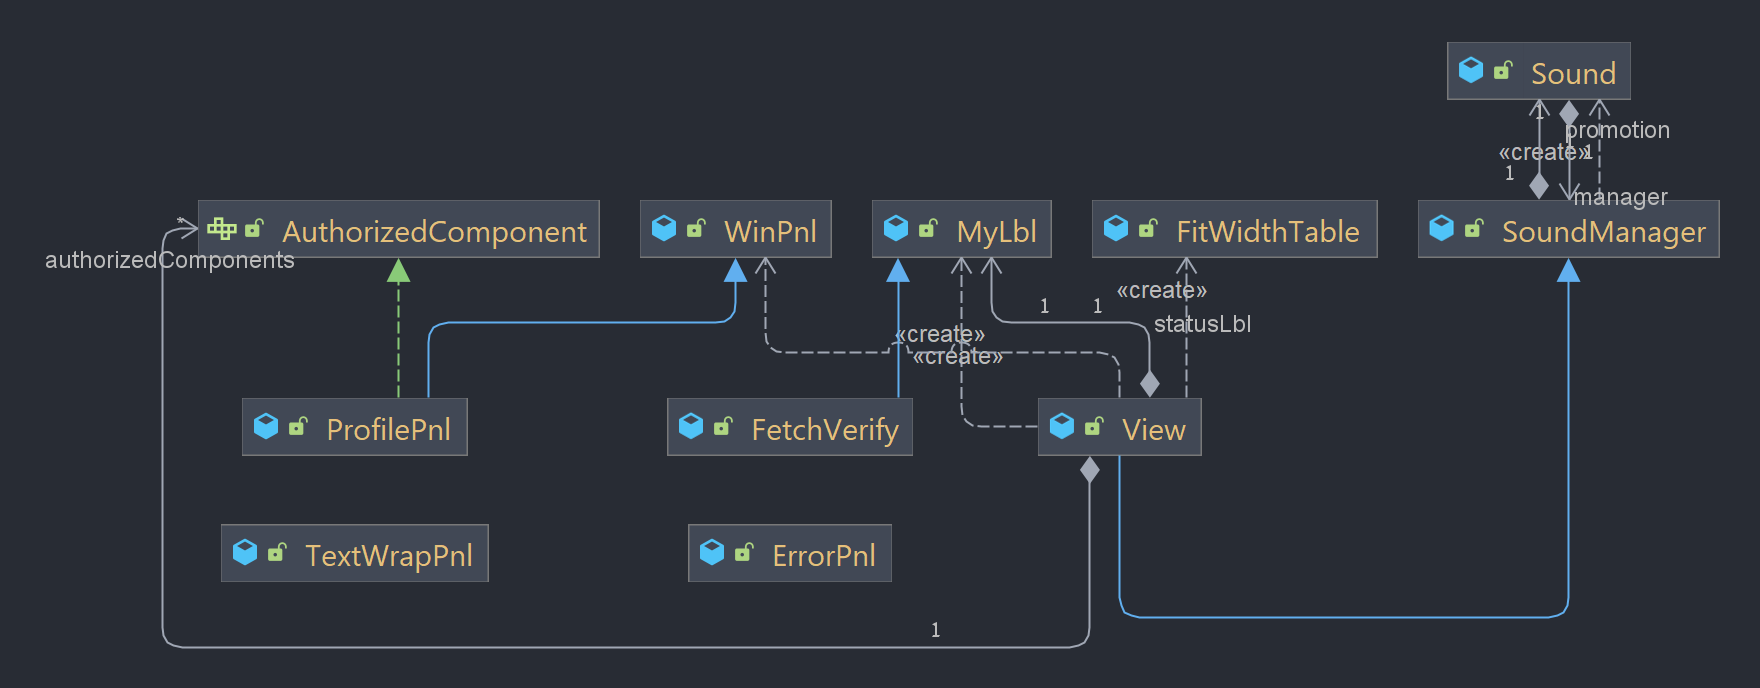 Sound
1
promotion
«create»
1
1
manager
*
AuthorizedComponent
WinPnl
MyLbl
FitWidthTable
SoundManager
authorizedComponents
«create»
1
1
statusLbl
«create»
«create»
ProfilePnl
FetchVerify
View
TextWrapPnl
ErrorPnl
1